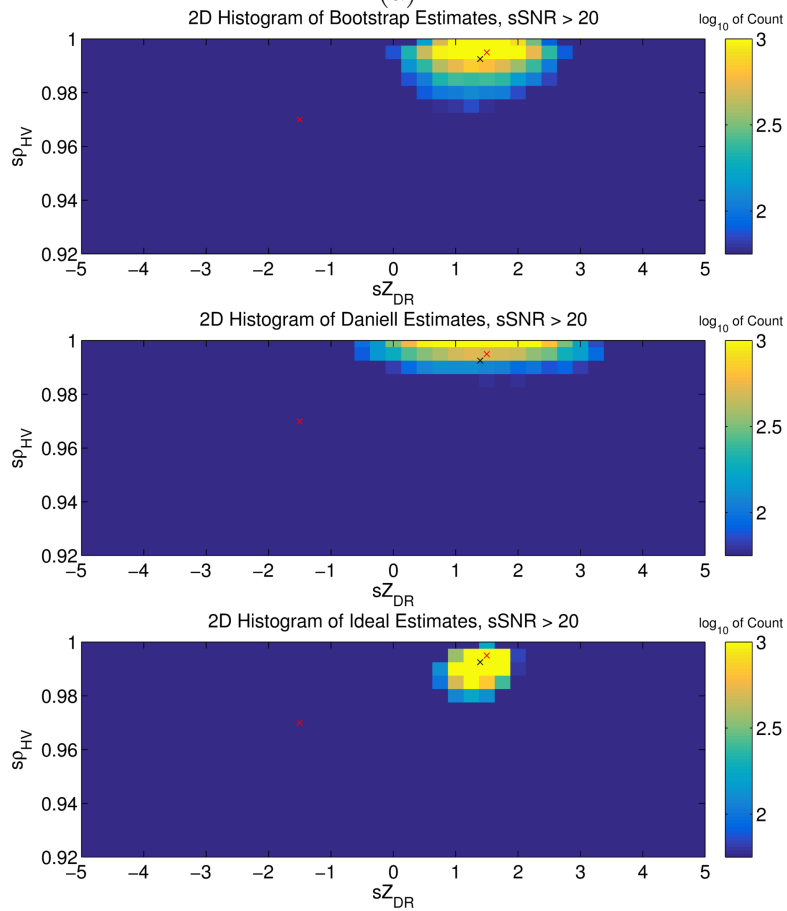 2D Histogram of Bootstrap Estimates, sSNR > 20
log10 of Count
1
0.98
0.96
0.94
0.92
sρHV
−5 −4 −3 −2 −1 0 1 2 3 4 5
sZDR
3
2.5
2
2D Histogram of Daniell Estimates, sSNR > 20
log10 of Count
1
0.98
0.96
0.94
0.92
sρHV
−5 −4 −3 −2 −1 0 1 2 3 4 5
sZDR
3
2.5
2
2D Histogram of Ideal Estimates, sSNR > 20
log10 of Count
1
0.98
0.96
0.94
0.92
sρHV
−5 −4 −3 −2 −1 0 1 2 3 4 5
sZDR
3
2.5
2